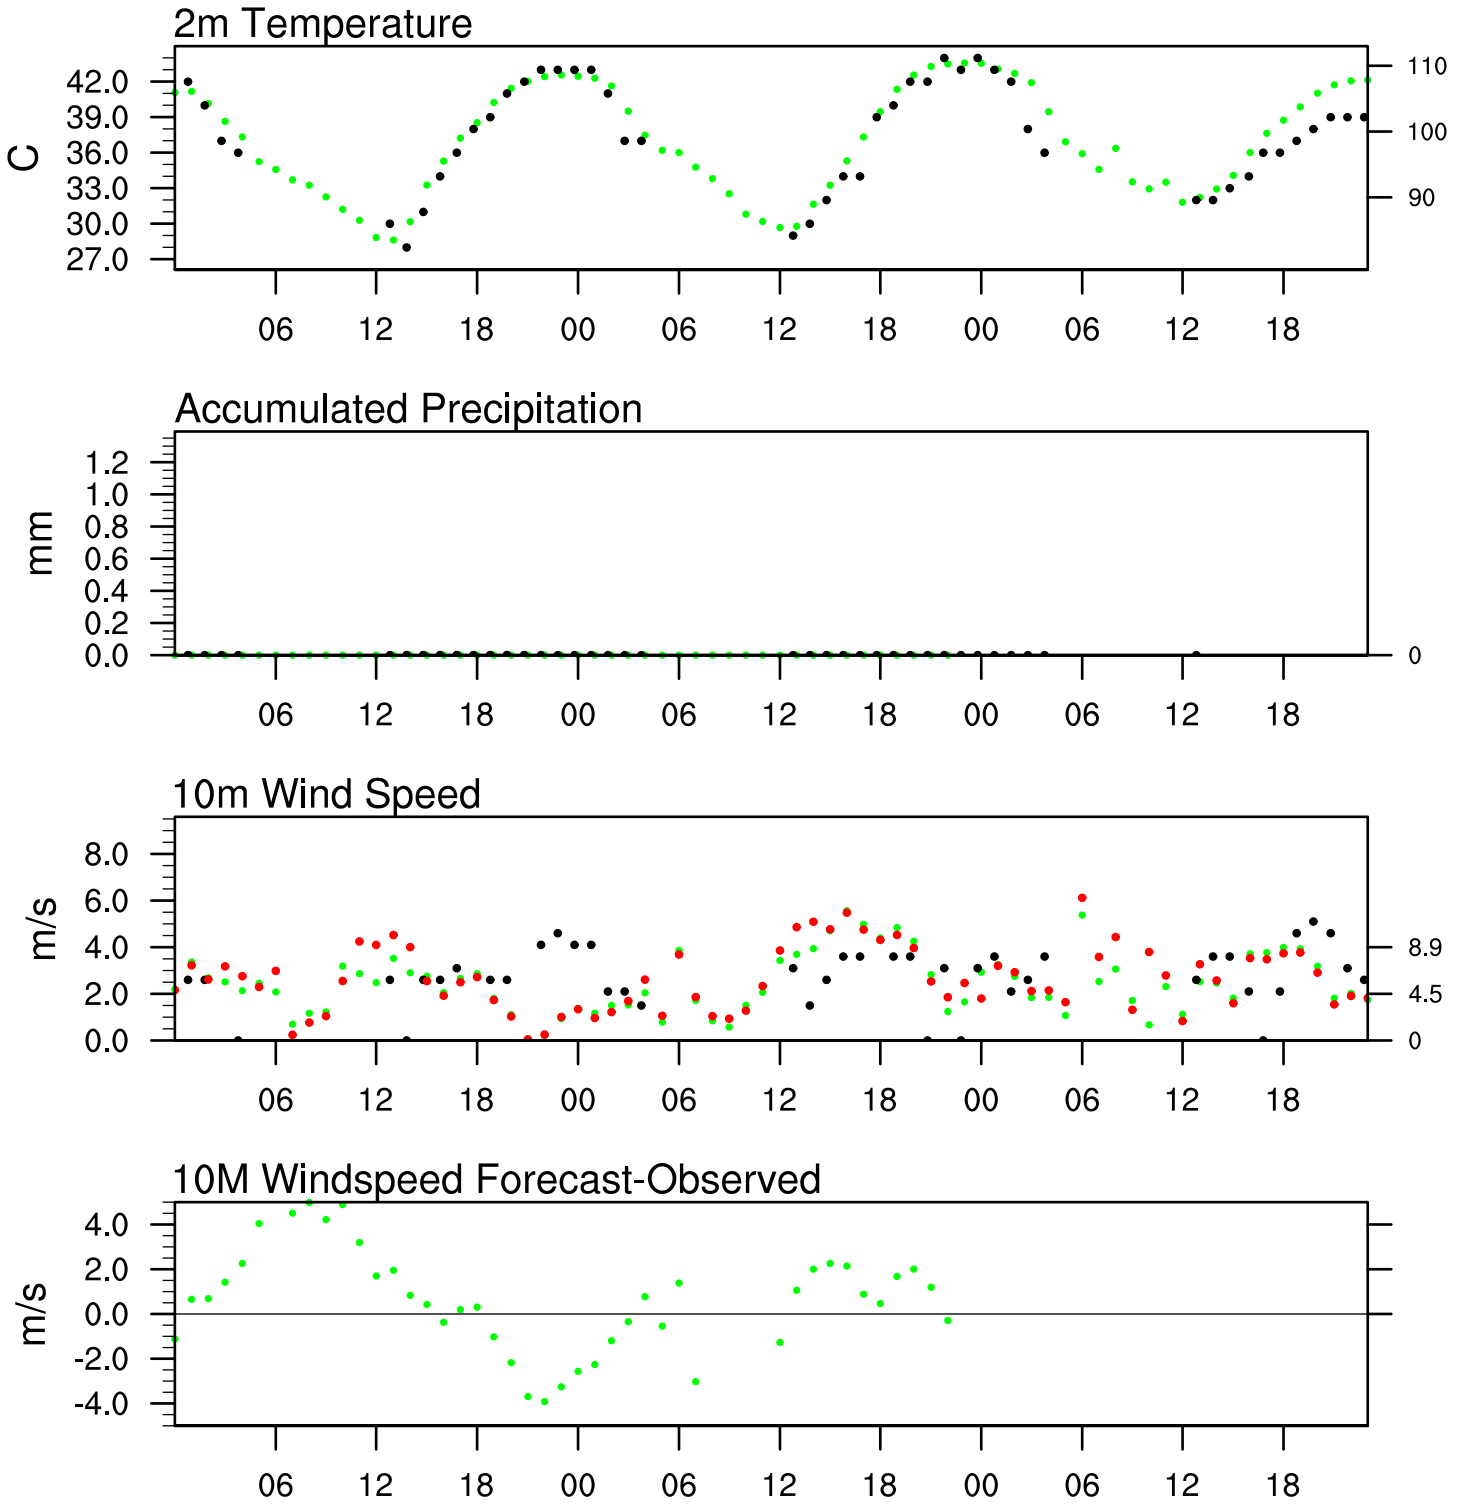 2m Temperature
42.0
39.0
36.0
33.0
30.0
27.0
C
110
100
90
06 12 18 00 06 12 18 00 06 12 18
Accumulated Precipitation
1.2
1.0
0.8
0.6
0.4
0.2
0.0
mm
0
06 12 18 00 06 12 18 00 06 12 18
10m Wind Speed
8.0
6.0
4.0
2.0
0.0
m/s
8.9
4.5
0
06 12 18 00 06 12 18 00 06 12 18
10M Windspeed Forecast-Observed
4.0
2.0
0.0
-2.0
-4.0
m/s
06 12 18 00 06 12 18 00 06 12 18